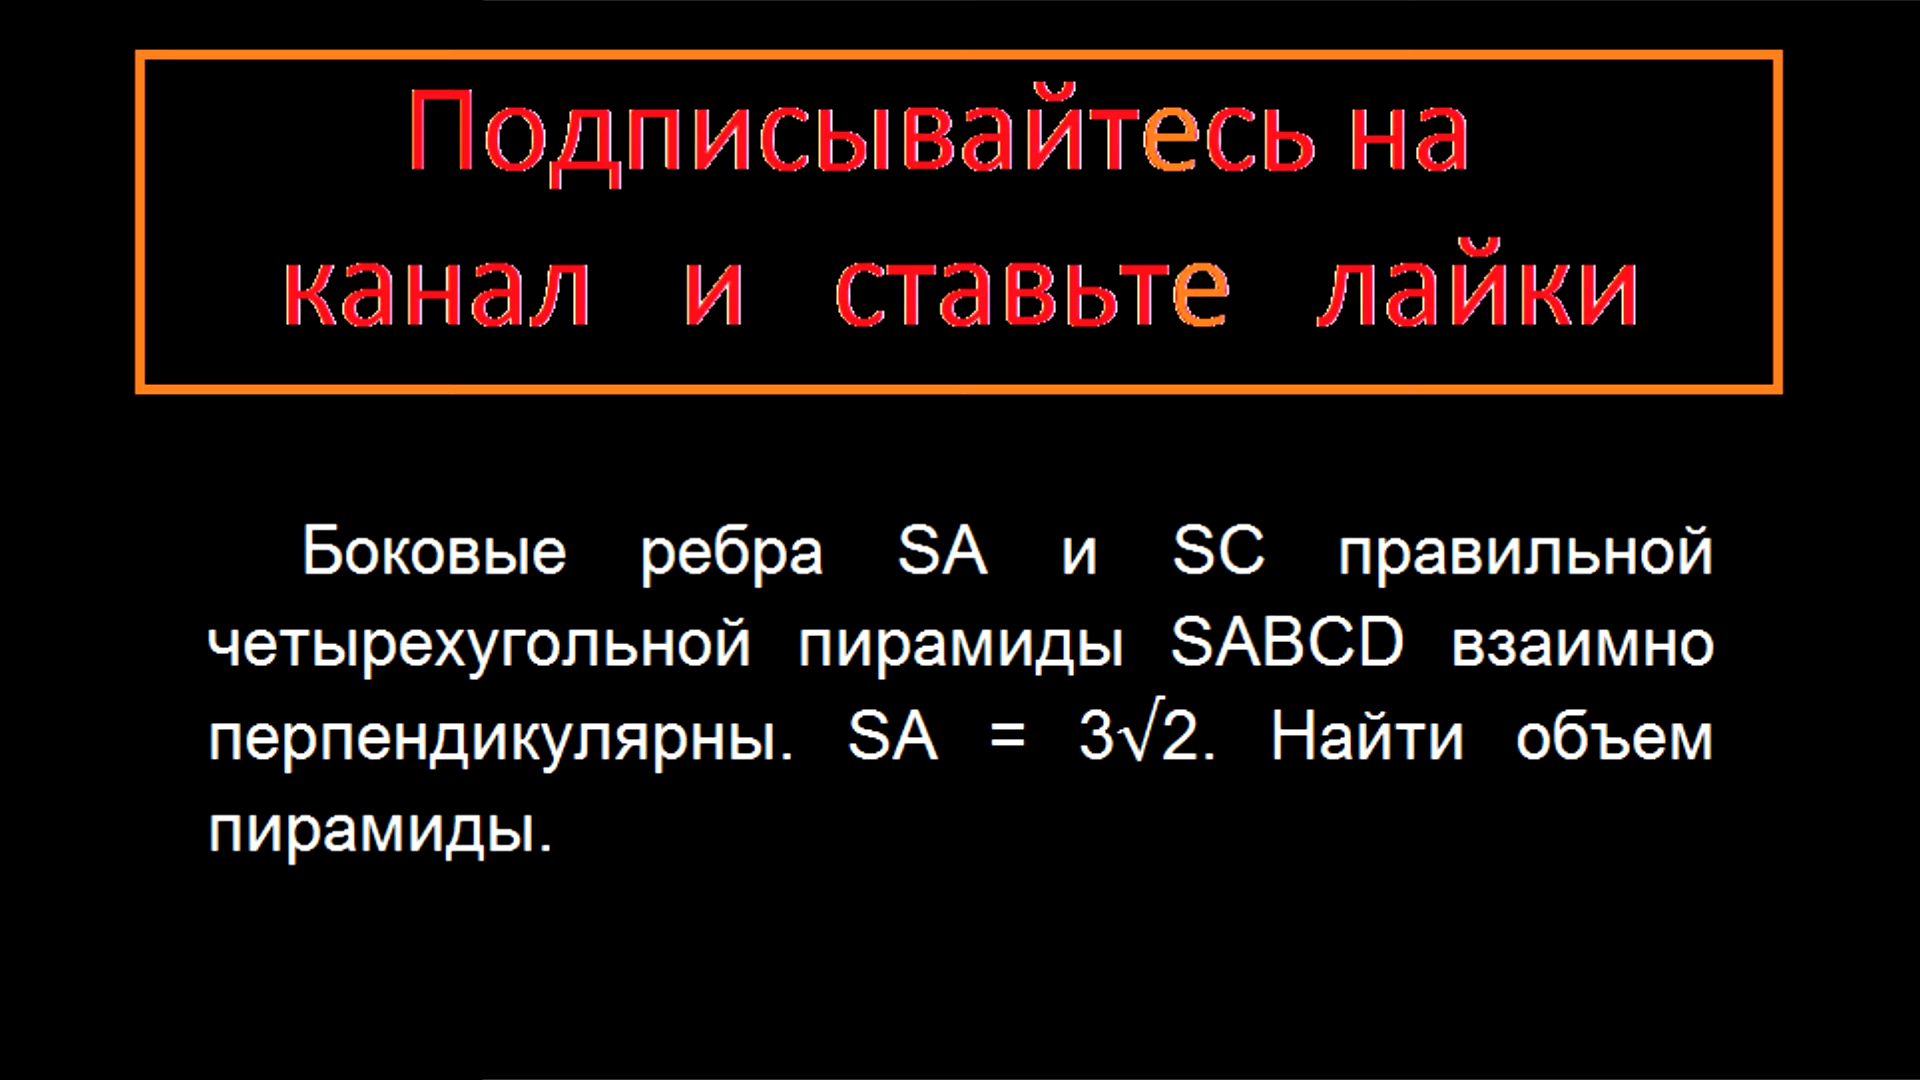 Подписывайтесь на
канал и ставьте лайки
Боковые ребра SA и SC правильной
четырехугольной пирамиды SABCD взаимно
перпендикулярны. SA = 3√2. Найти объем
пирамиды.